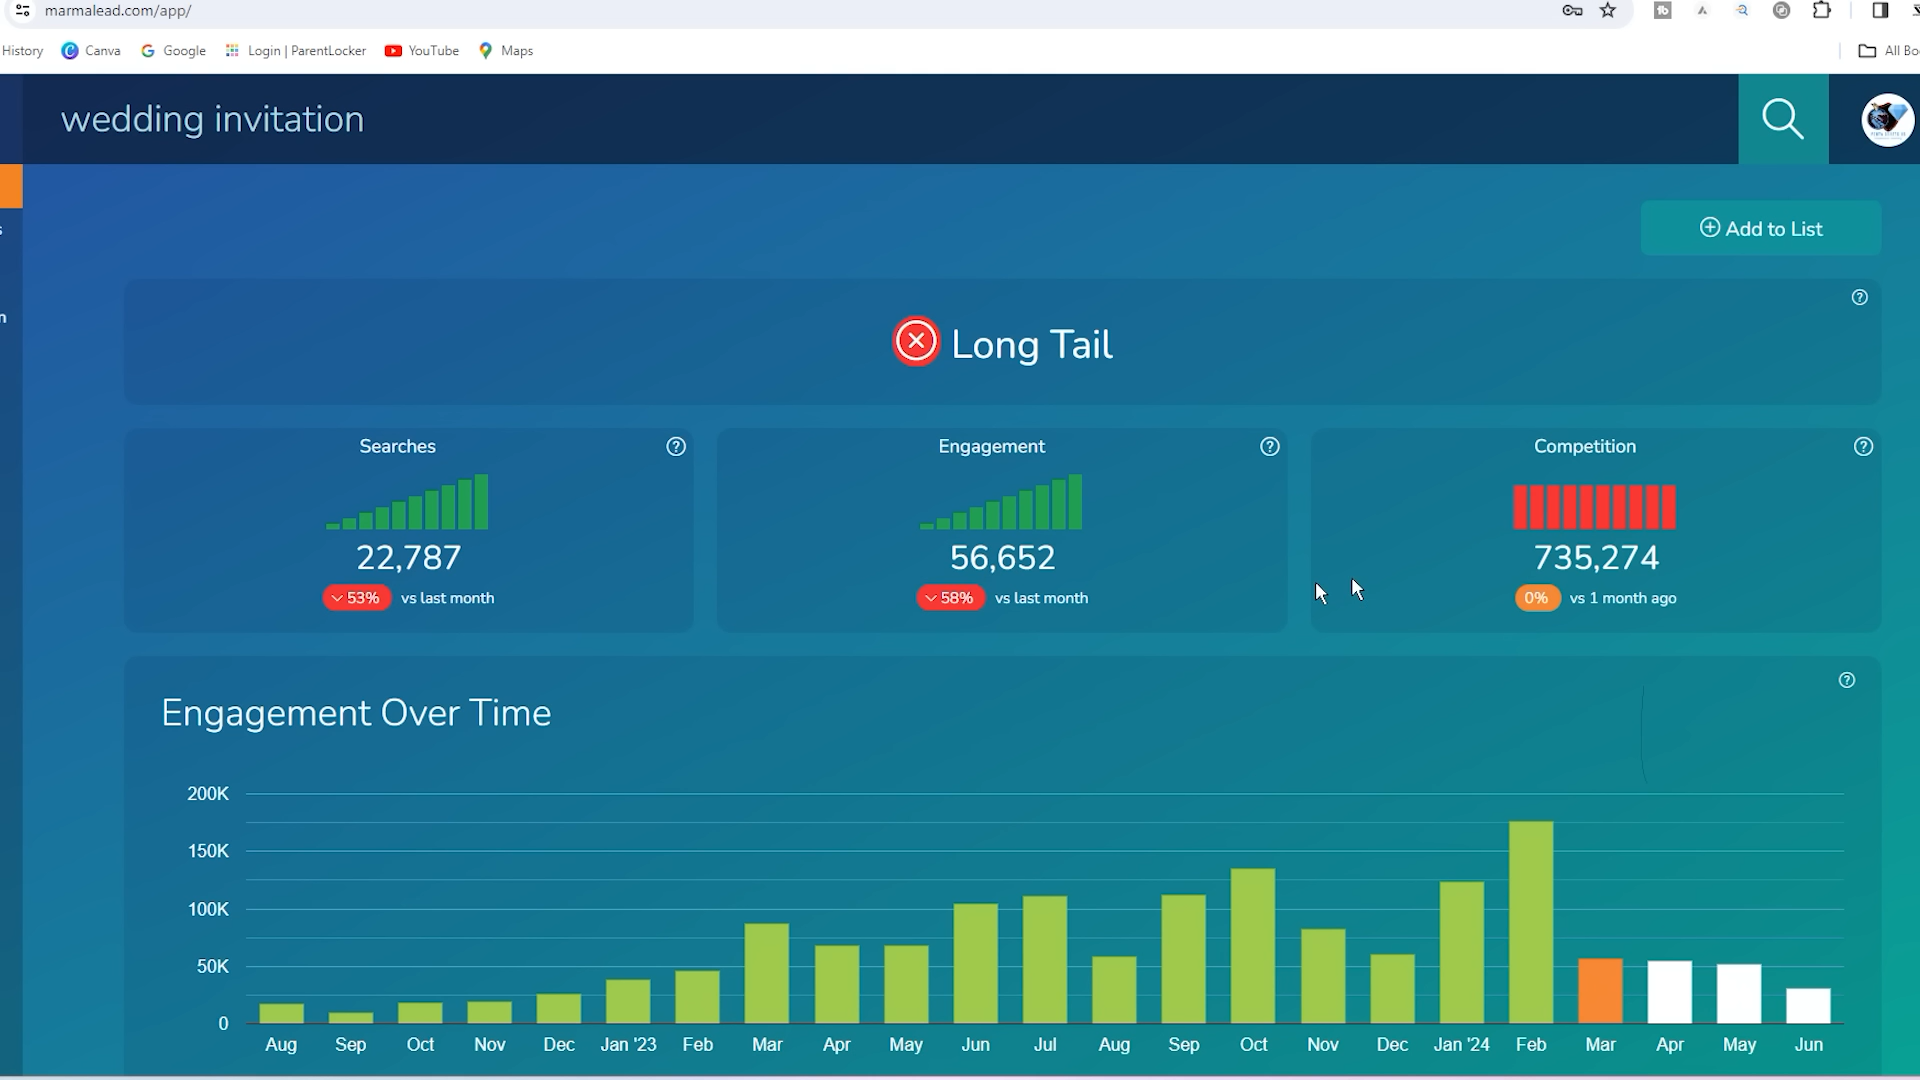 marmalead.com/app/
History
Canva
Google
Login | ParentLocker
YouTube
Maps
All Bo
wedding invitation
Add to List
s
n
Long Tail
Searches
22,787
53% vs last month
Engagement
56,652
58% vs last month
Competition
735,274
0% vs 1 month ago
Engagement Over Time
200K
150K
100K
50K
0
Aug Sep Oct Nov Dec Jan '23 Feb Mar Apr May Jun Jul Aug Sep Oct Nov Dec Jan '24 Feb Mar Apr May Jun